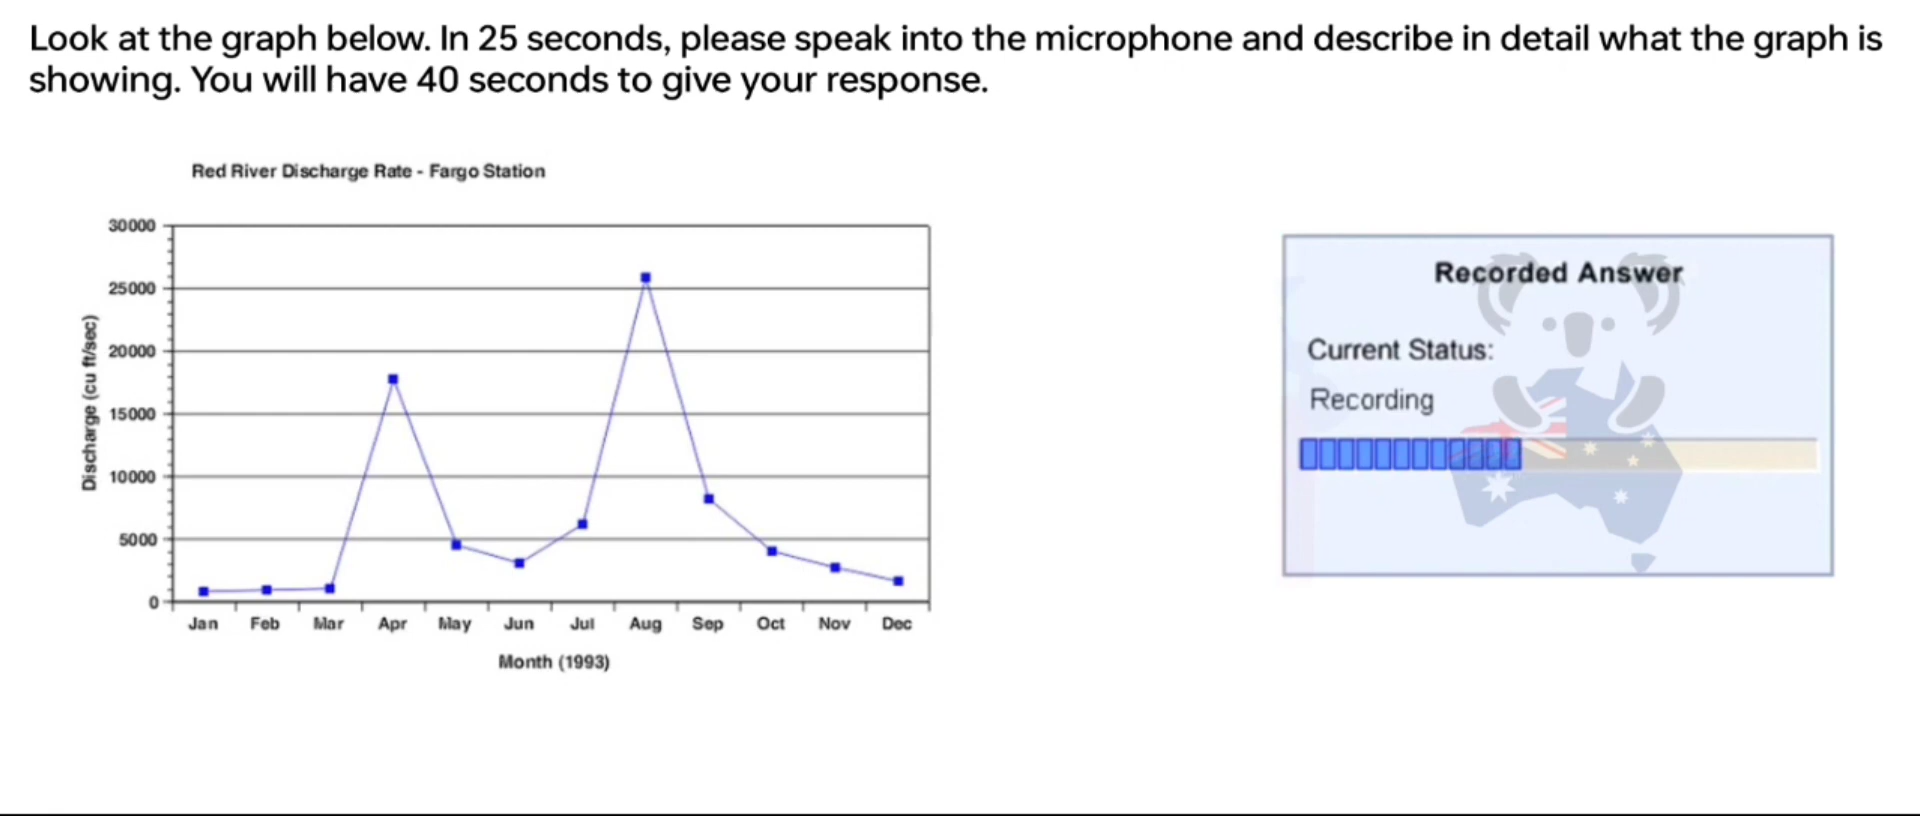 Look at the graph below. In 25 seconds, please speak into the microphone and describe in detail what the graph is
showing. You will have 40 seconds to give your response.
Red River Discharge Rate - Fargo Station
30000
25000
20000
15000
10000
5000
0
Discharge (cu ft/sec)
Jan Feb Mar Apr May Jun Jul Aug Sep Oct Nov Dec
Month (1993)
Recorded Answer
Current Status:
Recording